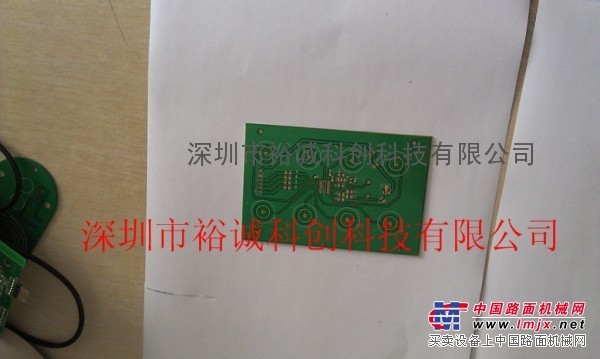 深圳市裕诚科创科技有限公司
深圳市裕诚科创科技有限公司
中国路面机械网
www.lmjx.net
买卖设备上中国路面机械网